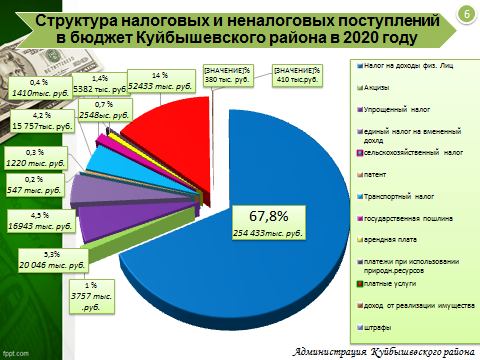 Структура налоговых и неналоговых поступлений
в бюджет Куйбышевского района в 2020 году
6
0,4 %
1410тыс. руб.
1,4%
5382 тыс. руб.
14 %
52433 тыс. руб.
[ЗНАЧЕНИЕ]%
380 тыс. руб.
[ЗНАЧЕНИЕ]%
410 тыс.руб.
0,7 %
2548ыс. руб.
4,2 %
15 757тыс. руб.
0,3 %
1220 тыс. руб.
0,2 %
547 тыс. руб.
4,5 %
16943 тыс. руб.
5,3%
20 046 тыс. руб.
1 %
3757 тыс.
.руб.
67,8%
254 433тыс. руб.
Налог на доходы физ. Лиц
Акцизы
Упрощенный налог
единый налог на вмененный
дохлд
сельскохозяйственный налог
патент
Транспортный налог
государственная пошлина
арендная плата
платежи при использовании
природн.ресурсов
платные услуги
доход от реализации имущества
штрафы
Администрация Куйбышевского района
fppt.com